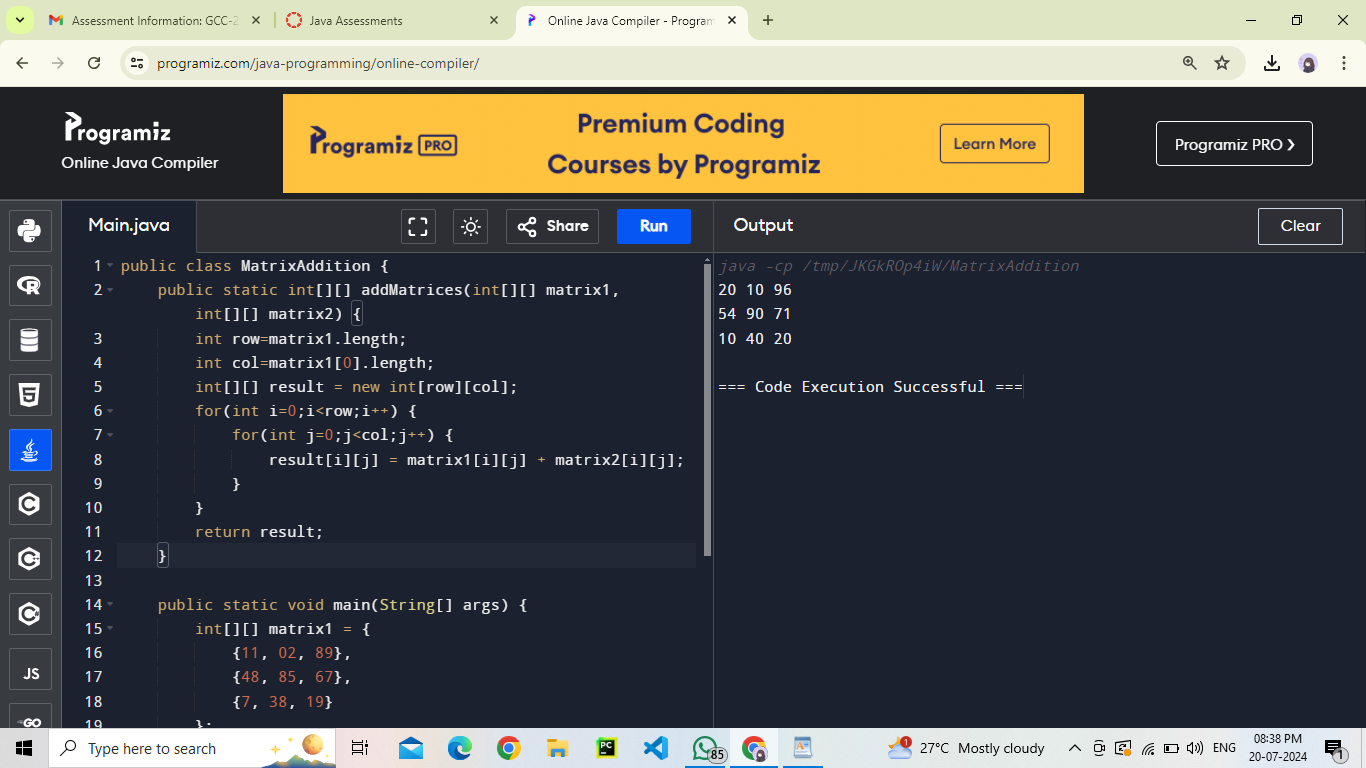 Assessment Information: GCC-2
Java Assessments
Online Java Compiler - Program
programiz.com/java-programming/online-compiler/
Programiz
Online Java Compiler
Programiz PRO
Premium Coding
Courses by Programiz
Learn More
Programiz PRO ❯
Main.java
Share
Run
Output
Clear
1 public class MatrixAddition {
2 public static int[][] addMatrices(int[][] matrix1,
int[][] matrix2) {
3 int row=matrix1.length;
4 int col=matrix1[0].length;
5 int[][] result = new int[row][col];
6 for(int i=0;i<row;i++) {
7 for(int j=0;j<col;j++) {
8 result[i][j] = matrix1[i][j] + matrix2[i][j];
9 }
10 }
11 return result;
12 }
13
14 public static void main(String[] args) {
15 int[][] matrix1 = {
16 {11, 02, 89},
17 {48, 85, 67},
18 {7, 38, 19}
19 };
java -cp /tmp/JKGkROp4iW/MatrixAddition
20 10 96
54 90 71
10 40 20
=== Code Execution Successful ===
JS
GO
Type here to search
PC
85
1
27°C Mostly cloudy
ENG
08:38 PM
20-07-2024
1